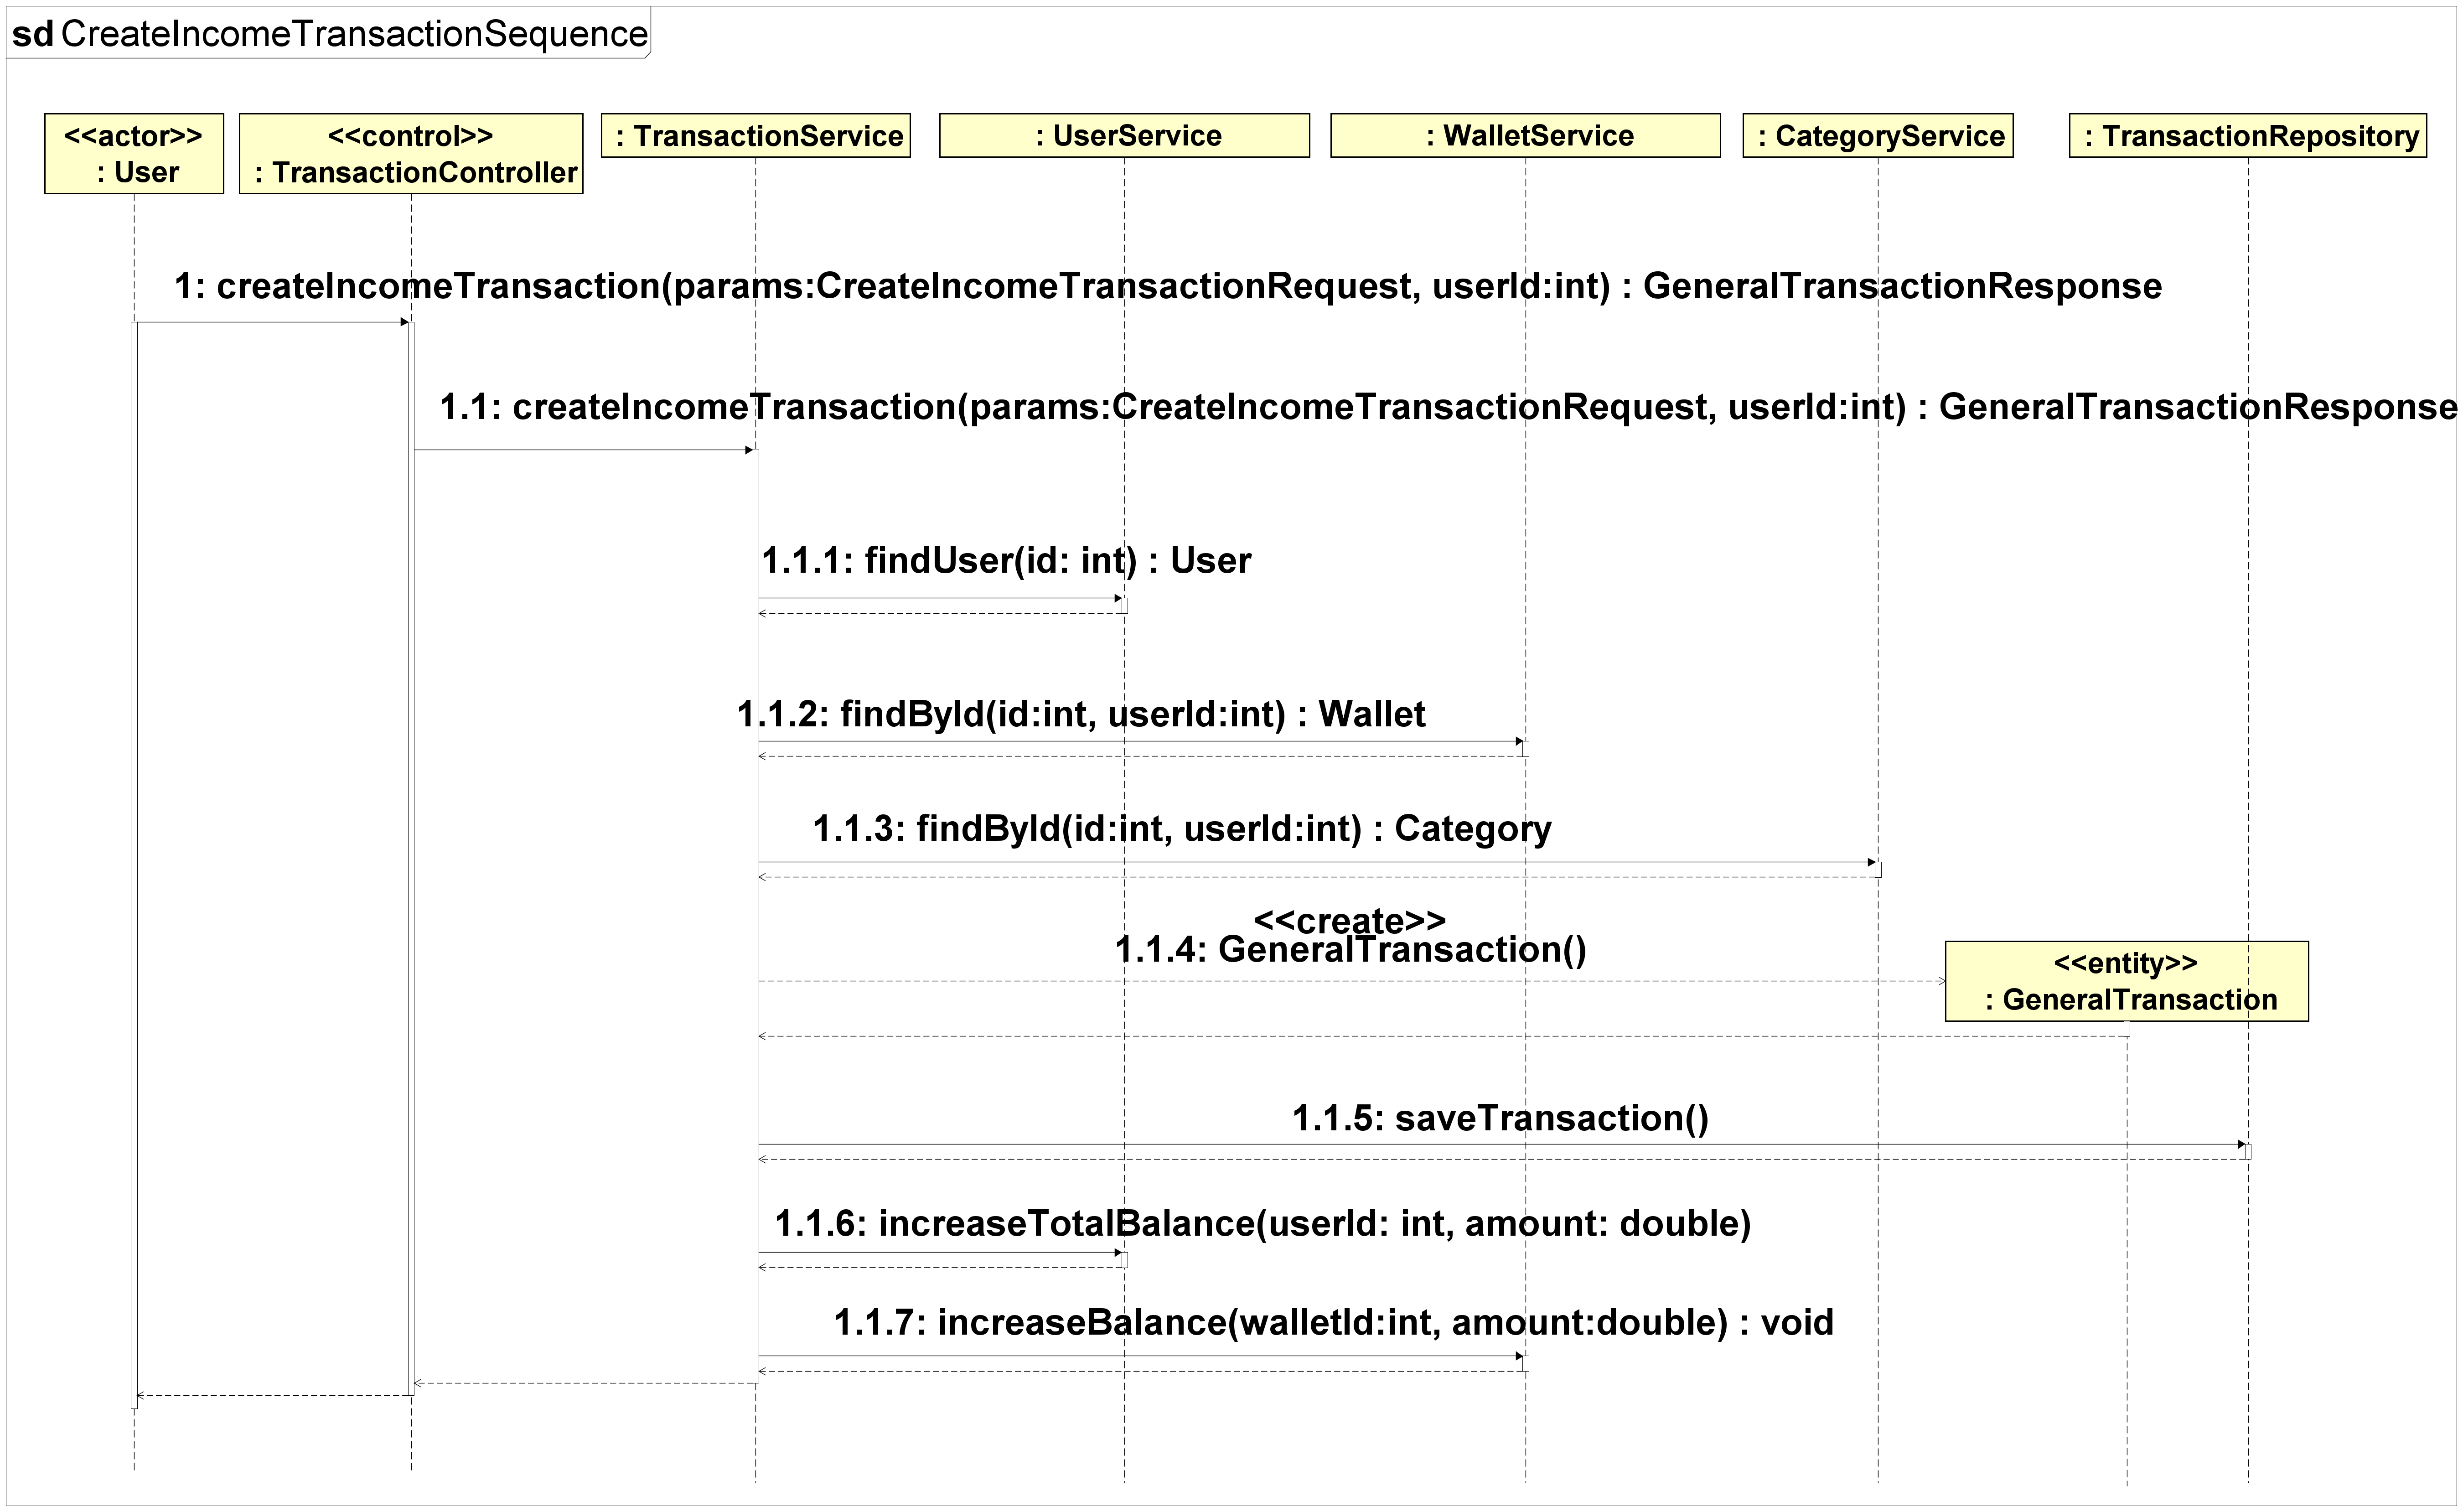 sd CreateIncomeTransactionSequence
<<actor>>
: User
<<control>>
: TransactionController
: TransactionService
: UserService
: WalletService
: CategoryService
: TransactionRepository
1: createIncomeTransaction(params:CreateIncomeTransactionRequest, userId:int) : GeneralTransactionResponse
1.1: createIncomeTransaction(params:CreateIncomeTransactionRequest, userId:int) : GeneralTransactionResponse
1.1.1: findUser(id: int) : User
1.1.2: findById(id:int, userId:int) : Wallet
1.1.3: findById(id:int, userId:int) : Category
<<create>>
1.1.4: GeneralTransaction()
<<entity>>
: GeneralTransaction
1.1.5: saveTransaction()
1.1.6: increaseTotalBalance(userId: int, amount: double)
1.1.7: increaseBalance(walletId:int, amount:double) : void